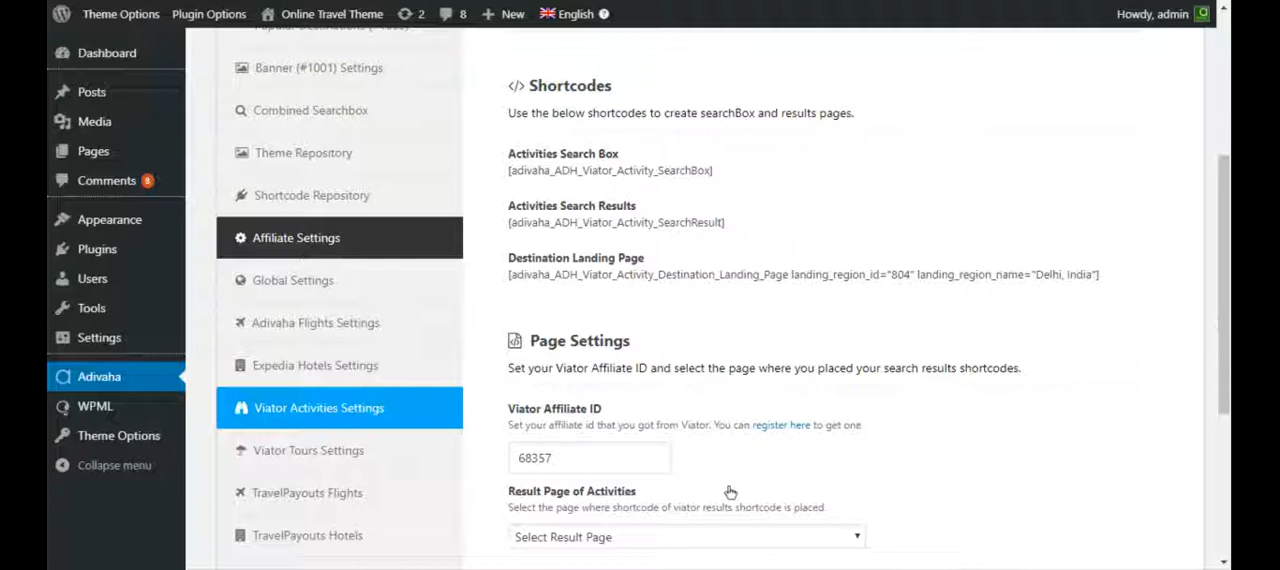 Theme Options
Plugin Options
Online Travel Theme
2
8
New
English
Howdy, admin
Dashboard
Posts
Media
Pages
Comments 8
Appearance
Plugins
Users
Tools
Settings
Adivaha
WPML
Theme Options
Collapse menu
Banner (#1001) Settings
Combined Searchbox
Theme Repository
Shortcode Repository
Affiliate Settings
Global Settings
Adivaha Flights Settings
Expedia Hotels Settings
Viator Activities Settings
Viator Tours Settings
TravelPayouts Flights
TravelPayouts Hotels
</> Shortcodes
Use the below shortcodes to create searchBox and results pages.
Activities Search Box
[adivaha_ADH_Viator_Activity_SearchBox]
Activities Search Results
[adivaha_ADH_Viator_Activity_SearchResult]
Destination Landing Page
[adivaha_ADH_Viator_Activity_Destination_Landing_Page landing_region_id="804" landing_region_name="Delhi, India"]
Page Settings
Set your Viator Affiliate ID and select the page where you placed your search results shortcodes.
Viator Affiliate ID
Set your affiliate id that you got from Viator. You can register here to get one
68357
Result Page of Activities
Select the page where shortcode of viator results shortcode is placed.
Select Result Page